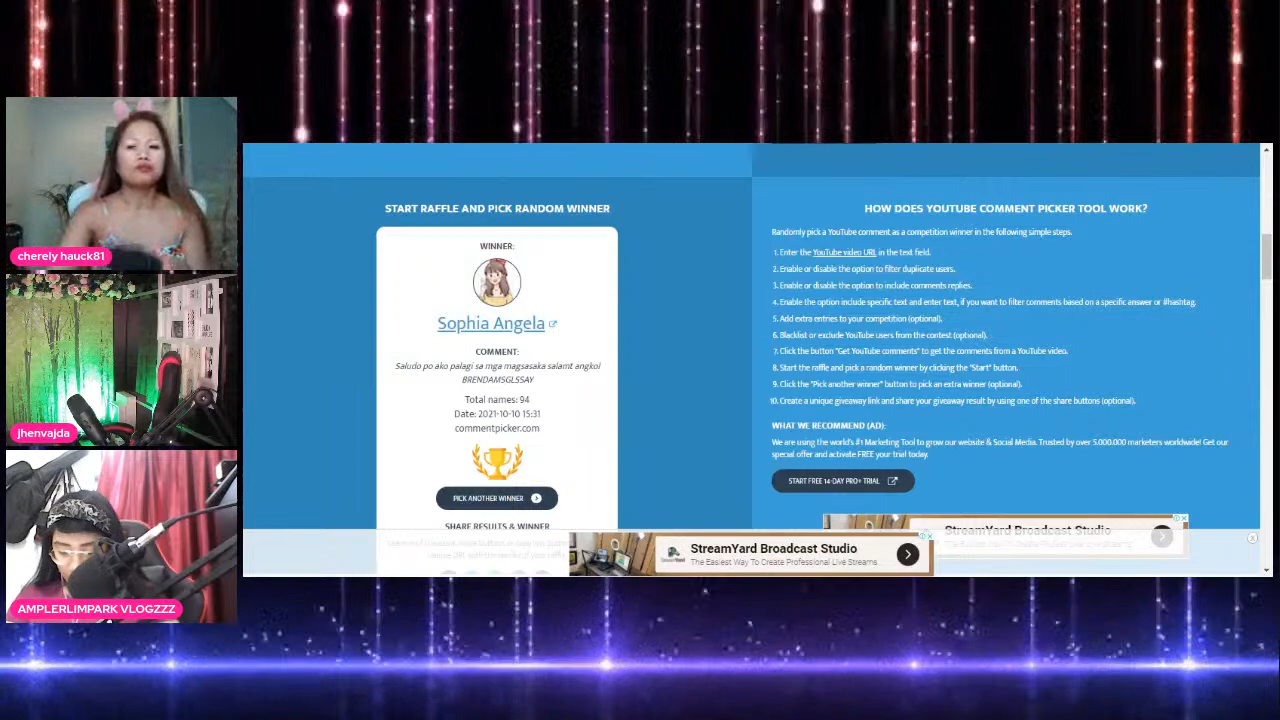 cherely hauck81
jhenvajda
AMPLERLIMPARK VLOGZZZ
START RAFFLE AND PICK RANDOM WINNER
WINNER:
Sophia Angela
COMMENT:
Saludo po ako palagi sa mga magsasaka salamt angkol
BRENDAMSGLSSAY
Total names: 94
Date: 2021-10-10 15:31
commentpicker.com
PICK ANOTHER WINNER
SHARE RESULTS & WINNER
HOW DOES YOUTUBE COMMENT PICKER TOOL WORK?
Randomly pick a YouTube comment as a competition winner in the following simple steps.
1. Enter the YouTube video URL in the text field.
2. Enable or disable the option to filter duplicate users.
3. Enable or disable the option to include comments replies.
4. Enable the option include specific text and enter text, if you want to filter comments based on a specific answer or #hashtag.
5. Add extra entries to your competition (optional).
6. Blacklist or exclude YouTube users from the contest (optional).
7. Click the button "Get YouTube comments" to get the comments from a YouTube video.
8. Start the raffle and pick a random winner by clicking the "Start" button.
9. Click the "Pick another winner" button to pick an extra winner (optional).
10. Create a unique giveaway link and share your giveaway result by using one of the share buttons (optional).
WHAT WE RECOMMEND (AD):
We are using the world's #1 Marketing Tool to grow our website & Social Media. Trusted by over 5.000.000 marketers worldwide! Get our
special offer and activate FREE your trial today.
START FREE 14-DAY PRO+ TRIAL
StreamYard Broadcast Studio
StreamYard Broadcast Studio
The Easiest Way To Create Professional Live Streams